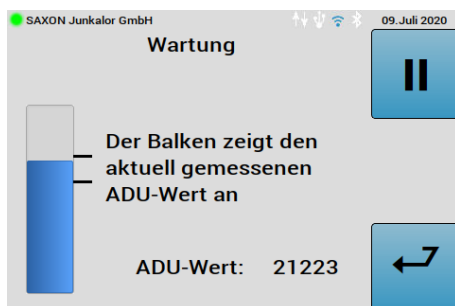 SAXON Junkalor GmbH
09.Juli 2020
Wartung
Der Balken zeigt den
aktuell gemessenen
ADU-Wert an
ADU-Wert: 21223